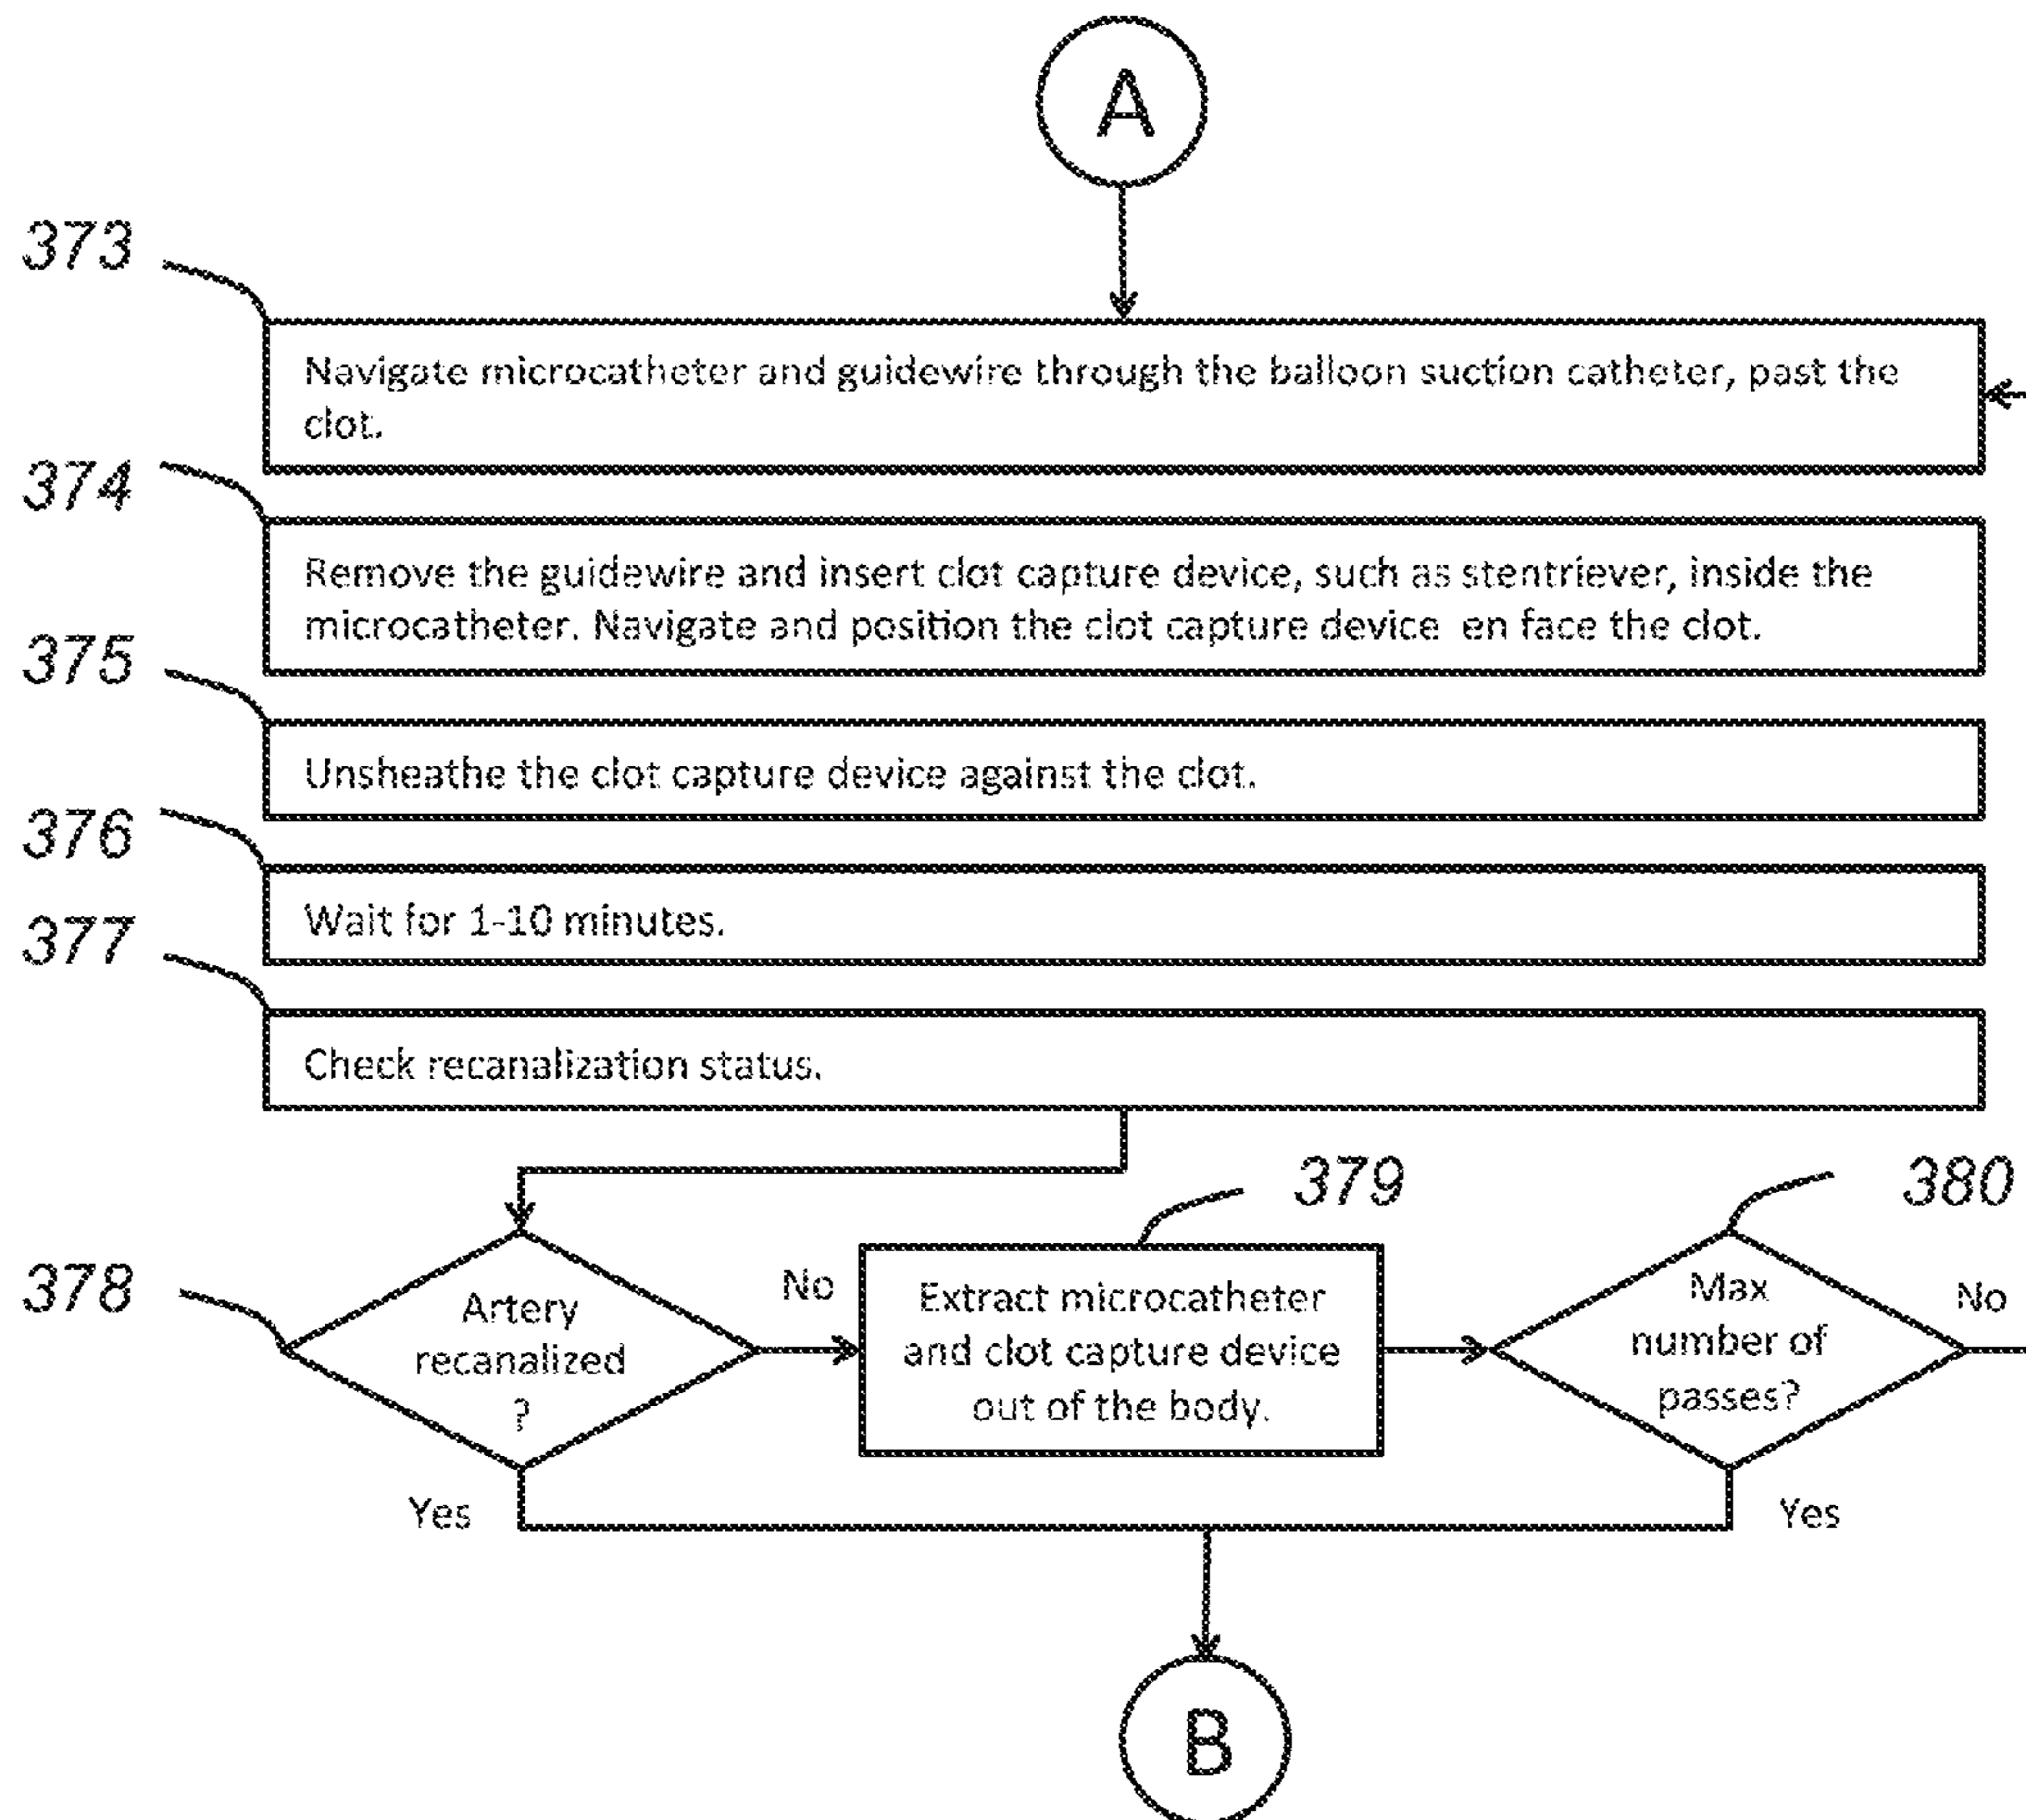 A
373
Navigate microcatheter and guidewire through the balloon suction catheter, past the
clot.
374
Remove the guidewire and insert clot capture device, such as stentriever, inside the
microcatheter. Navigate and position the clot capture device en face the clot.
375
Unsheathe the clot capture device against the clot.
376
Wait for 1-10 minutes.
377
Check recanalization status.
378
Artery
recanalized
?
No
Yes
379
Extract microcatheter
and clot capture device
out of the body.
380
Max
number of
passes?
No
Yes
B